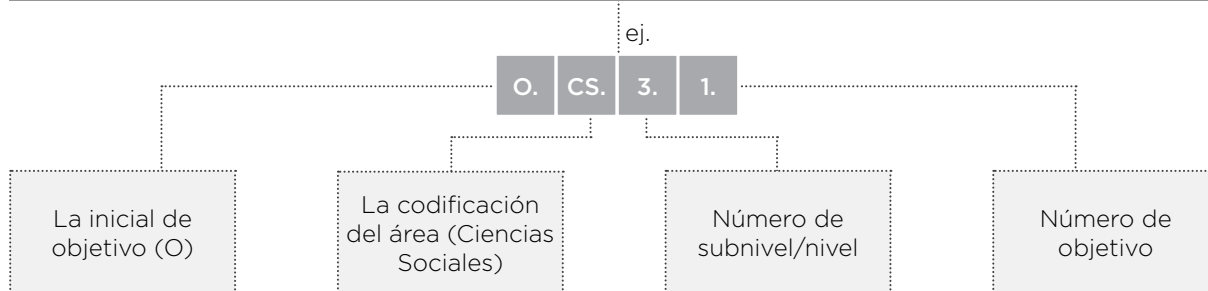 ej.
O. CS. 3. 1.
La inicial de
objetivo (O)
La codificación
del área (Ciencias
Sociales)
Número de
subnivel/nivel
Número de
objetivo